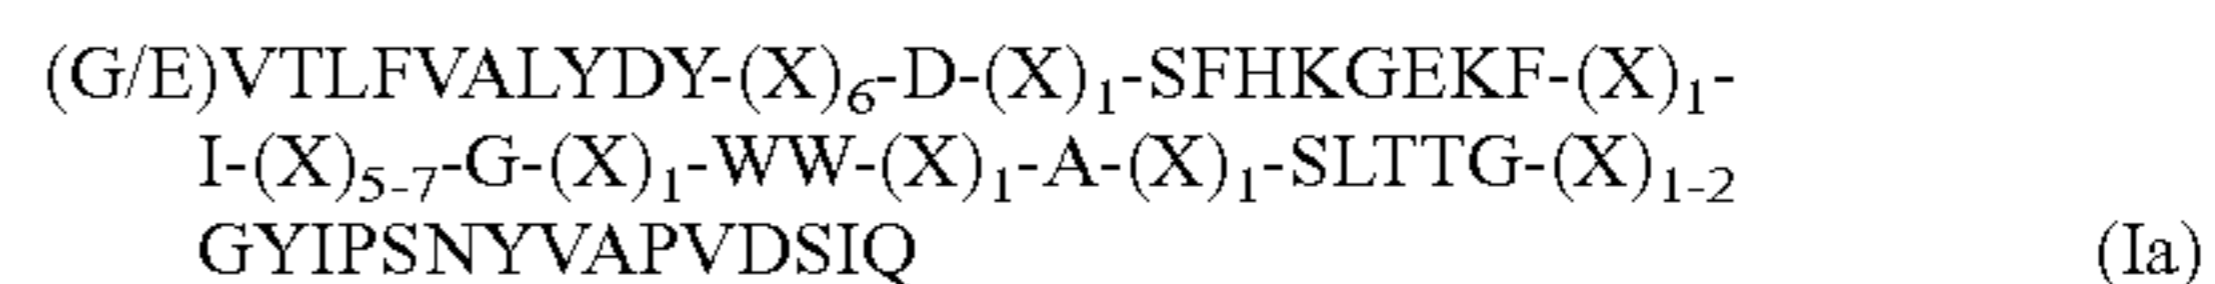 (G/E)VTLFVALYDY-(X)₆-D-(X)₁-SFHKGEKF-(X)₁-
I-(X)₅₋₇-G-(X)₁-WW-(X)₁-A-(X)₁-SLTTG-(X)₁₋₂
GYIPSNYVAPVDSIQ (Ia)